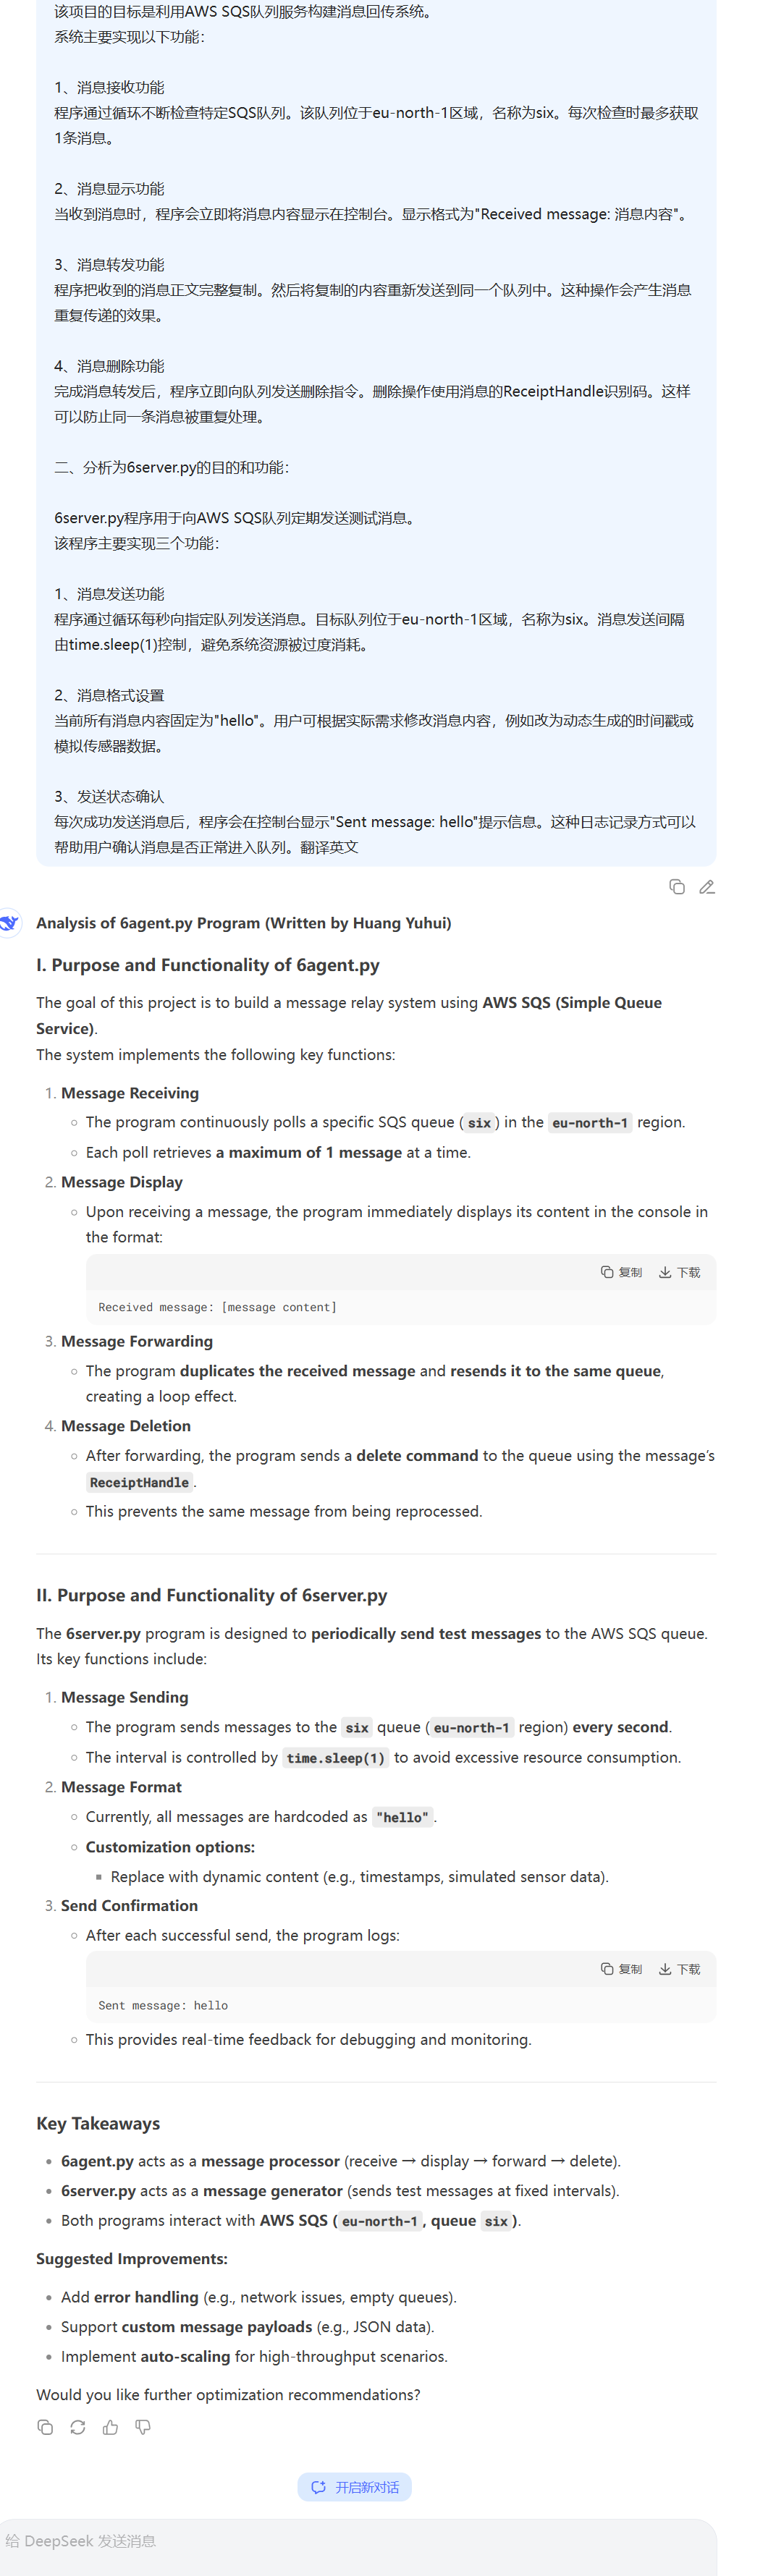 该项目的目标是利用AWS SQS队列服务构建消息回传系统。
系统主要实现以下功能：
1、消息接收功能
程序通过循环不断检查特定SQS队列。该队列位于eu-north-1区域，名称为six。每次检查时最多获取
1条消息。
2、消息显示功能
当收到消息时，程序会立即将消息内容显示在控制台。显示格式为"Received message: 消息内容"。
3、消息转发功能
程序把收到的消息正文完整复制。然后将复制的内容重新发送到同一个队列中。这种操作会产生消息
重复传递的效果。
4、消息删除功能
完成消息转发后，程序立即向队列发送删除指令。删除操作使用消息的ReceiptHandle识别码。这样
可以防止同一条消息被重复处理。
二、分析为6server.py的目的和功能：
6server.py程序用于向AWS SQS队列定期发送测试消息。
该程序主要实现三个功能：
1、消息发送功能
程序通过循环每秒向指定队列发送消息。目标队列位于eu-north-1区域，名称为six。消息发送间隔
由time.sleep(1)控制，避免系统资源被过度消耗。
2、消息格式设置
当前所有消息内容固定为"hello"。用户可根据实际需求修改消息内容，例如改为动态生成的时间戳或
模拟传感器数据。
3、发送状态确认
每次成功发送消息后，程序会在控制台显示"Sent message: hello"提示信息。这种日志记录方式可以
帮助用户确认消息是否正常进入队列。翻译英文
Analysis of 6agent.py Program (Written by Huang Yuhui)
I. Purpose and Functionality of 6agent.py
The goal of this project is to build a message relay system using AWS SQS (Simple Queue
Service).
The system implements the following key functions:
1. Message Receiving
○ The program continuously polls a specific SQS queue (six) in the eu-north-1 region.
○ Each poll retrieves a maximum of 1 message at a time.
2. Message Display
○ Upon receiving a message, the program immediately displays its content in the console in
the format:
复制 下载
Received message: [message content]
3. Message Forwarding
○ The program duplicates the received message and resends it to the same queue,
creating a loop effect.
4. Message Deletion
○ After forwarding, the program sends a delete command to the queue using the message’s
ReceiptHandle.
○ This prevents the same message from being reprocessed.
II. Purpose and Functionality of 6server.py
The 6server.py program is designed to periodically send test messages to the AWS SQS queue.
Its key functions include:
1. Message Sending
○ The program sends messages to the six queue (eu-north-1 region) every second.
○ The interval is controlled by time.sleep(1) to avoid excessive resource consumption.
2. Message Format
○ Currently, all messages are hardcoded as "hello".
○ Customization options:
▪ Replace with dynamic content (e.g., timestamps, simulated sensor data).
3. Send Confirmation
○ After each successful send, the program logs:
复制 下载
Sent message: hello
○ This provides real-time feedback for debugging and monitoring.
Key Takeaways
• 6agent.py acts as a message processor (receive → display → forward → delete).
• 6server.py acts as a message generator (sends test messages at fixed intervals).
• Both programs interact with AWS SQS (eu-north-1, queue six).
Suggested Improvements:
• Add error handling (e.g., network issues, empty queues).
• Support custom message payloads (e.g., JSON data).
• Implement auto-scaling for high-throughput scenarios.
Would you like further optimization recommendations?
开启新对话
给 DeepSeek 发送消息